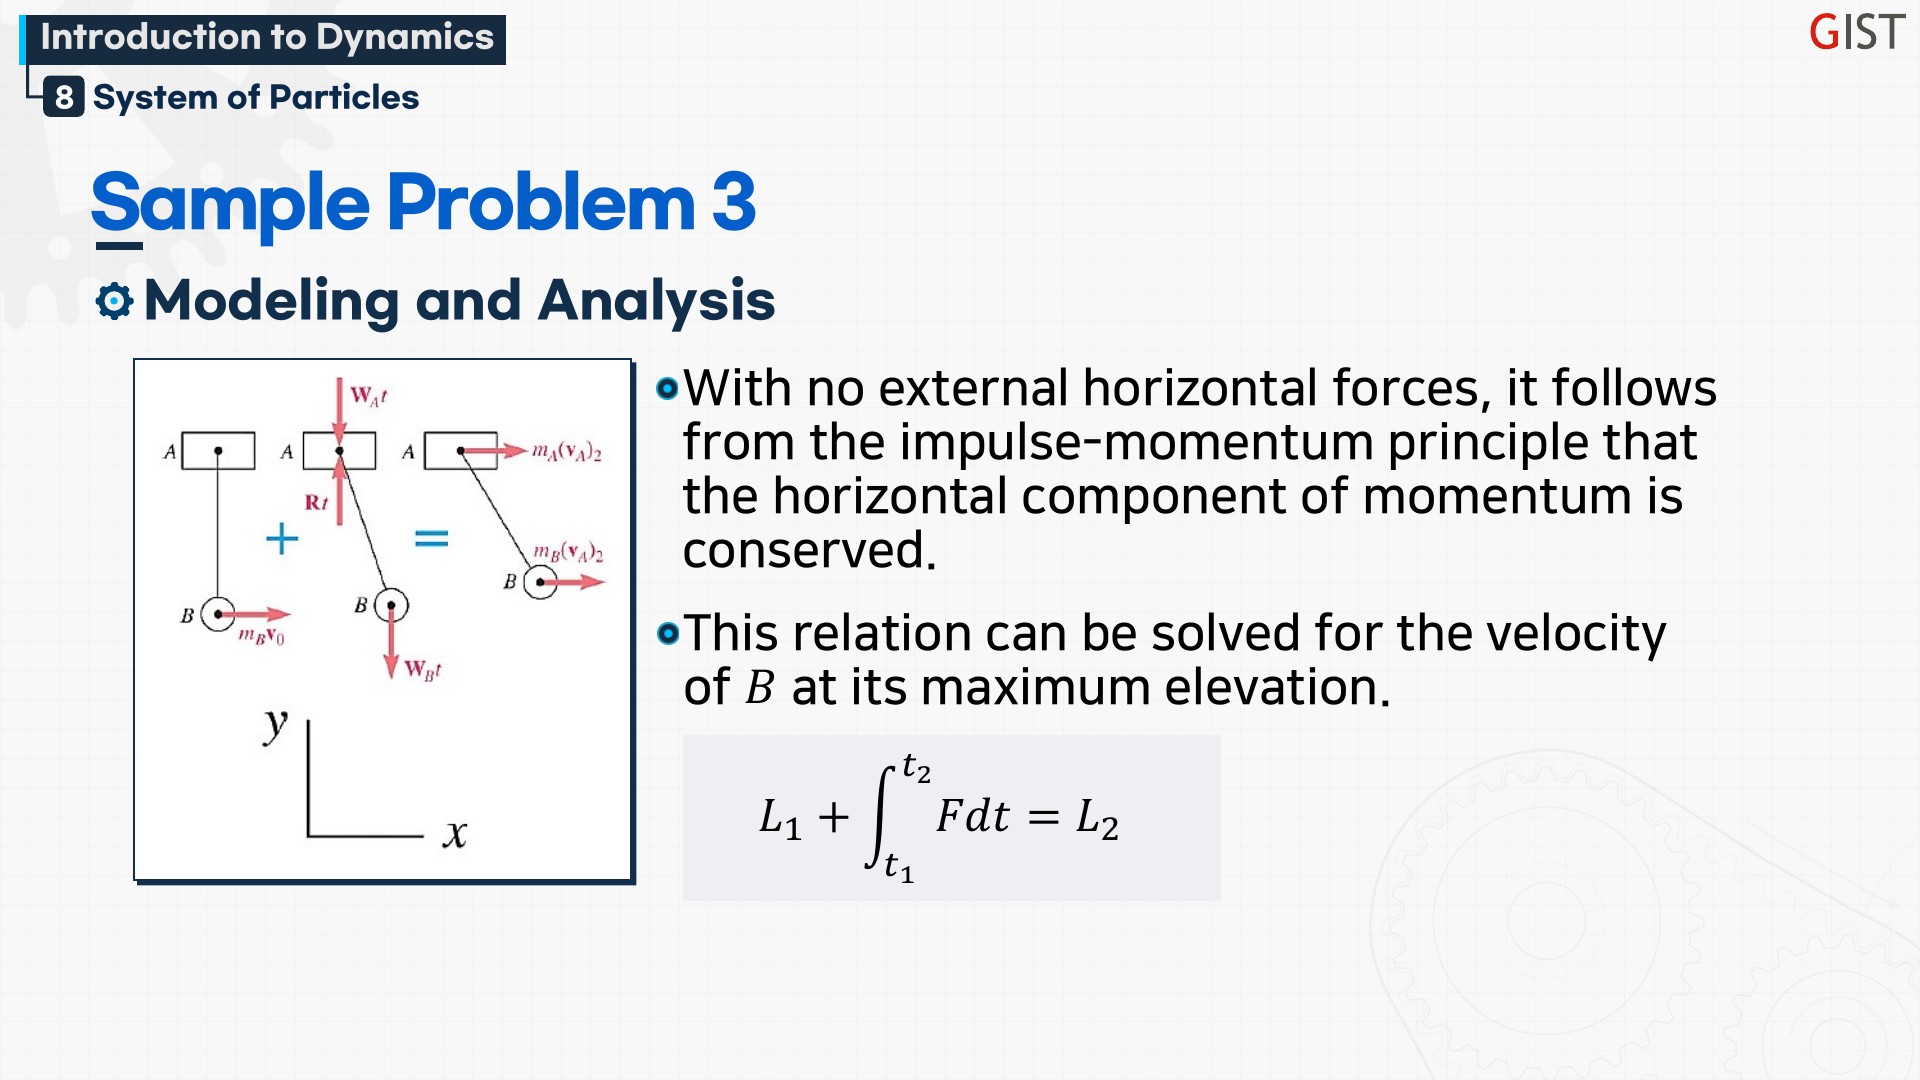 Introduction to Dynamics
GIST
8 System of Particles
Sample Problem 3
Modeling and Analysis
W_A t
A A A m_A(v_A)_2
Rt
+ =
m_B(v_A)_2
B
B B
m_B v_0
W_B t
y
x
With no external horizontal forces, it follows
from the impulse-momentum principle that
the horizontal component of momentum is
conserved.
This relation can be solved for the velocity
of B at its maximum elevation.
L_1 + ∫_{t_1}^{t_2} Fdt = L_2